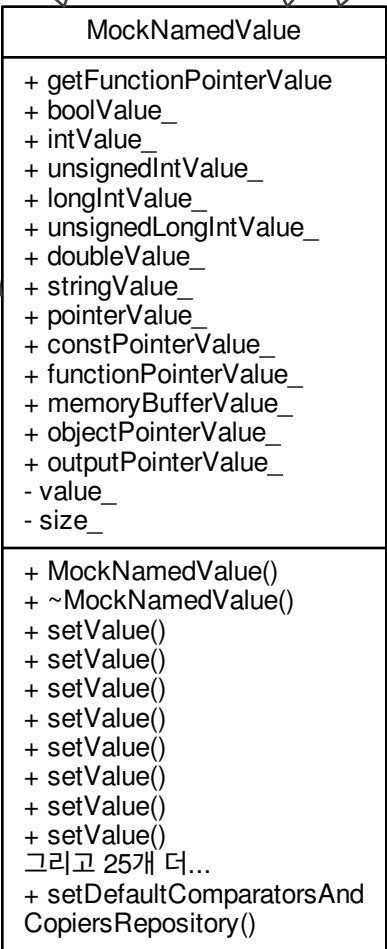 MockNamedValue
+ getFunctionPointerValue
+ boolValue_
+ intValue_
+ unsignedIntValue_
+ longIntValue_
+ unsignedLongIntValue_
+ doubleValue_
+ stringValue_
+ pointerValue_
+ constPointerValue_
+ functionPointerValue_
+ memoryBufferValue_
+ objectPointerValue_
+ outputPointerValue_
- value_
- size_
+ MockNamedValue()
+ ~MockNamedValue()
+ setValue()
+ setValue()
+ setValue()
+ setValue()
+ setValue()
+ setValue()
+ setValue()
+ setValue()
그리고 25개 더...
+ setDefaultComparatorsAnd
CopiersRepository()